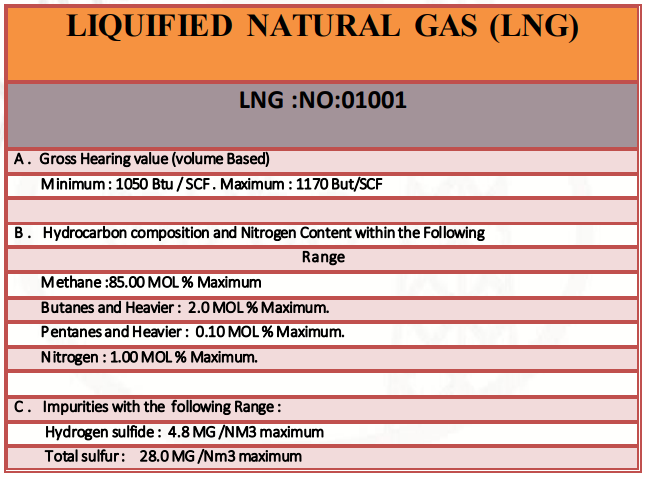 LIQUIFIED NATURAL GAS (LNG)
LNG :NO:01001
A . Gross Hearing value (volume Based)
Minimum : 1050 Btu / SCF . Maximum : 1170 But/SCF
B . Hydrocarbon composition and Nitrogen Content within the Following
Range
Methane :85.00 MOL % Maximum
Butanes and Heavier : 2.0 MOL % Maximum.
Pentanes and Heavier : 0.10 MOL % Maximum.
Nitrogen : 1.00 MOL % Maximum.
C . Impurities with the following Range :
Hydrogen sulfide : 4.8 MG /NM3 maximum
Total sulfur : 28.0 MG /Nm3 maximum